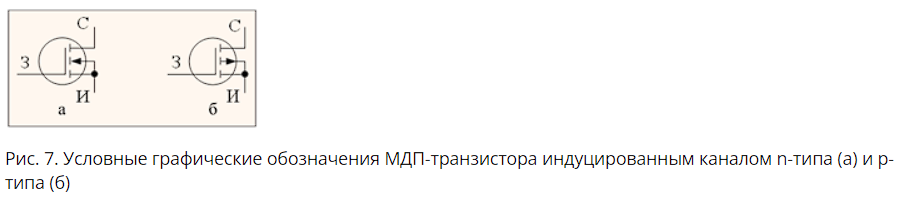 С С
З З
И И
а б
Рис. 7. Условные графические обозначения МДП-транзистора индуцированным каналом n-типа (а) и p-
типа (б)